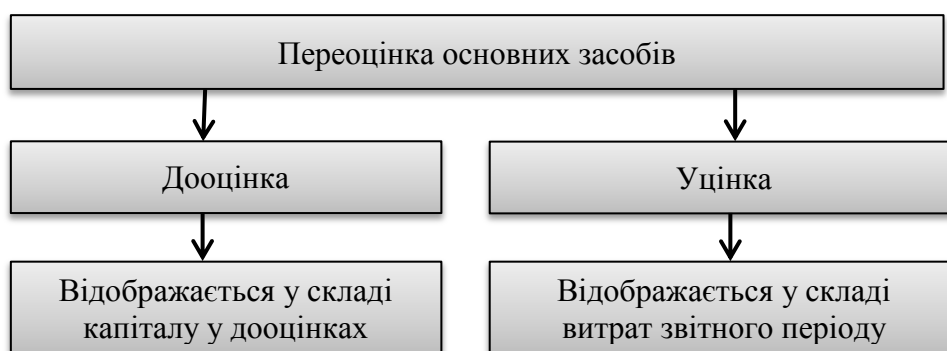 Переоцінка основних засобів
Дооцінка
Уцінка
Відображається у складі
капіталу у дооцінках
Відображається у складі
витрат звітного періоду